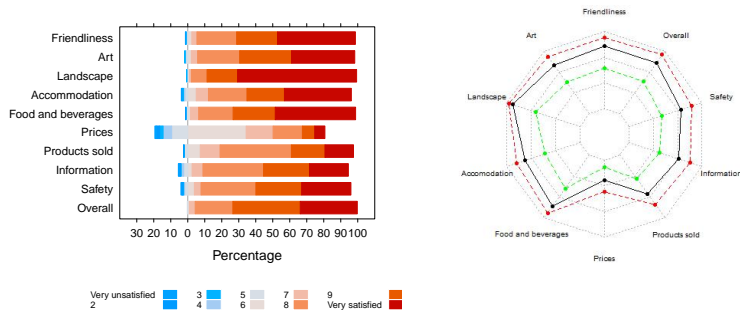 Friendliness
Art
Landscape
Accommodation
Food and beverages
Prices
Products sold
Information
Safety
Overall
30 20 10 0 10 20 30 40 50 60 70 80 90 100
Percentage
Very unsatisfied 3 5 7 9
2 4 6 8 Very satisfied
Friendliness
Art Overall
Landscape Safety
Accomodation Information
Food and beverages Products sold
Prices